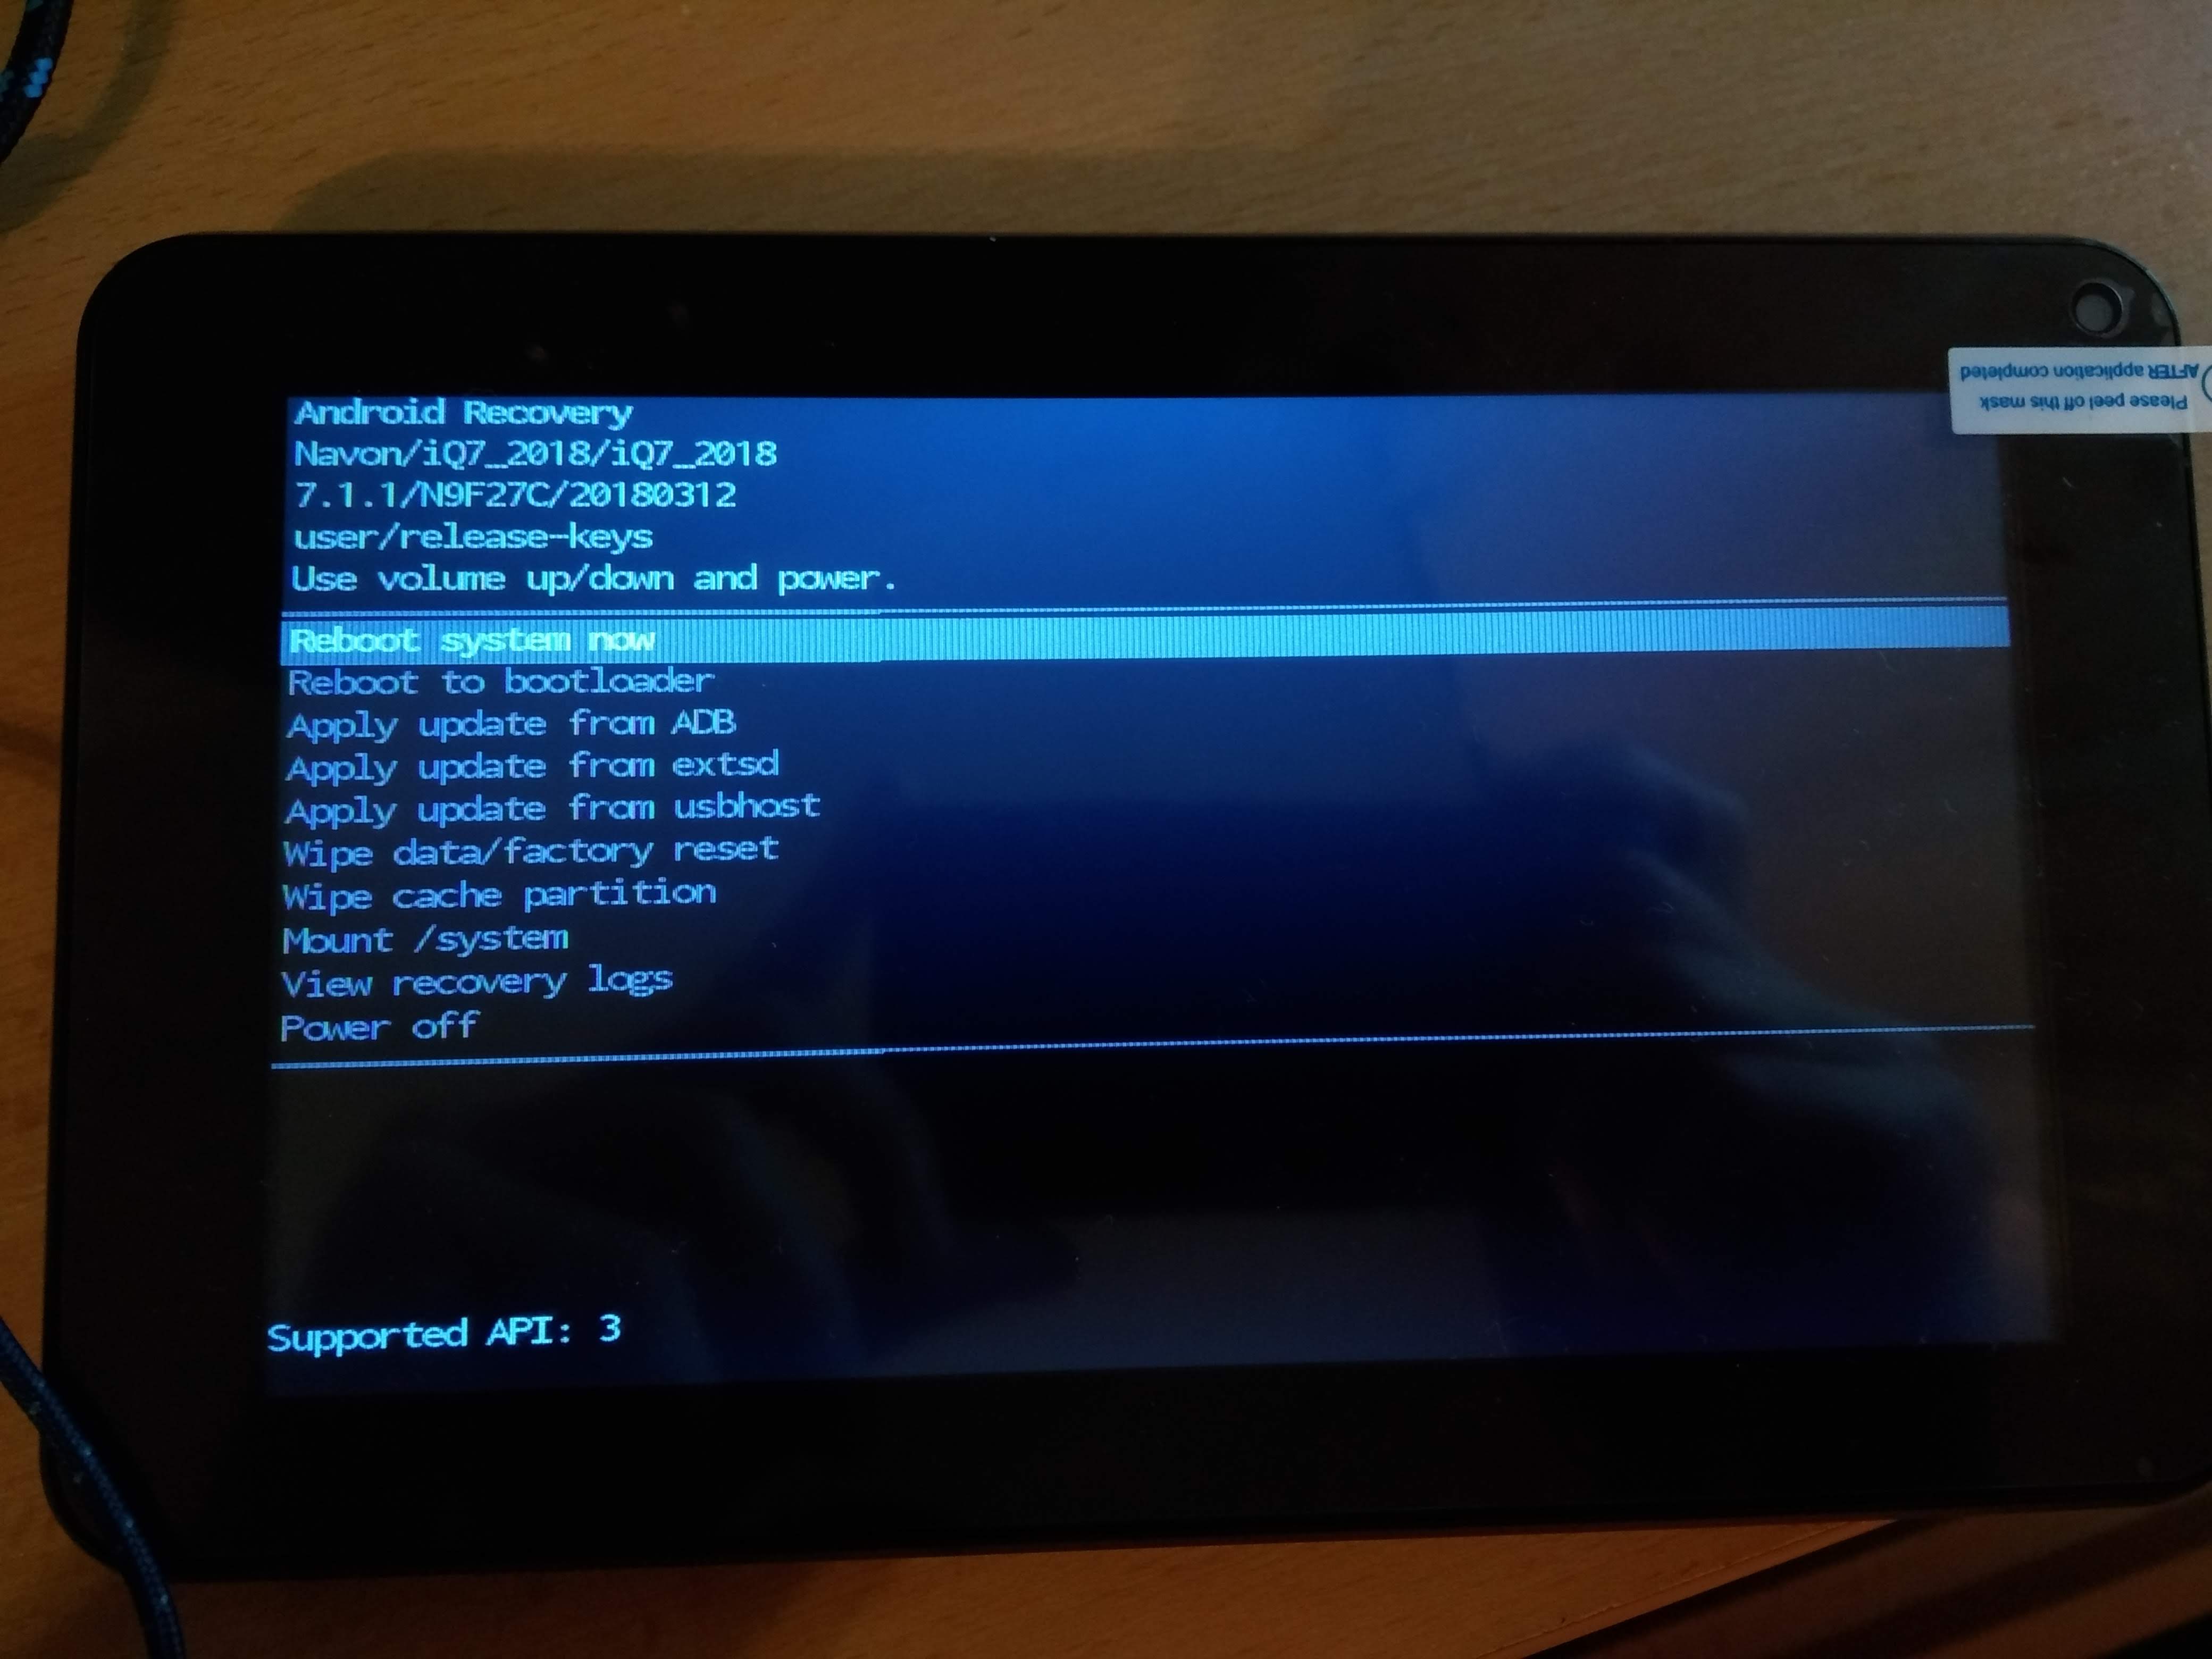 Android Recovery
Navon/iQ7_2018/iQ7_2018
7.1.1/N9F27C/20180312
user/release-keys
Use volume up/down and power.
Reboot system now
Reboot to bootloader
Apply update from ADB
Apply update from extsd
Apply update from usbhost
Wipe data/factory reset
Wipe cache partition
Mount /system
View recovery logs
Power off
Supported API: 3
Please peel off this mask
AFTER application completed